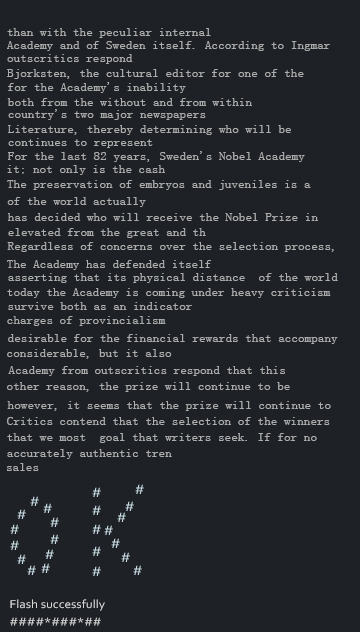 than with the peculiar internal
Academy and of Sweden itself. According to Ingmar
outscritics respond
Bjorksten, the cultural editor for one of the
for the Academy's inability
both from the without and from within
country's two major newspapers
Literature, thereby determining who will be
continues to represent
For the last 82 years, Sweden's Nobel Academy
it; not only is the cash
The preservation of embryos and juveniles is a
of the world actually
has decided who will receive the Nobel Prize in
elevated from the great and th
Regardless of concerns over the selection process,
The Academy has defended itself
asserting that its physical distance of the world
today the Academy is coming under heavy criticism
survive both as an indicator
charges of provincialism
desirable for the financial rewards that accompany
considerable, but it also
Academy from outscritics respond that this
other reason, the prize will continue to be
however, it seems that the prize will continue to
Critics contend that the selection of the winners
that we most goal that writers seek. If for no
accurately authentic tren
sales
OK
Flash successfully
####*###*##